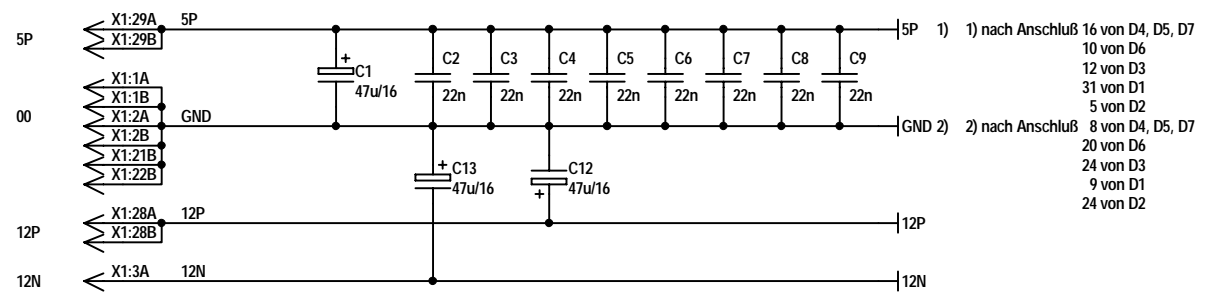 X1:29A 5P
5P
X1:29B
5P 1) 1) nach Anschluß 16 von D4, D5, D7
10 von D6
12 von D3
31 von D1
5 von D2
+
C1
47u/16
C2
22n
C3
22n
C4
22n
C5
22n
C6
22n
C7
22n
C8
22n
C9
22n
X1:1A
X1:1B
00
X1:2A GND
X1:2B
X1:21B
X1:22B
GND 2) 2) nach Anschluß 8 von D4, D5, D7
20 von D6
24 von D3
9 von D1
24 von D2
+
C13
47u/16
C12
47u/16
+
X1:28A 12P
12P
X1:28B
12P
12N X1:3A 12N
12N